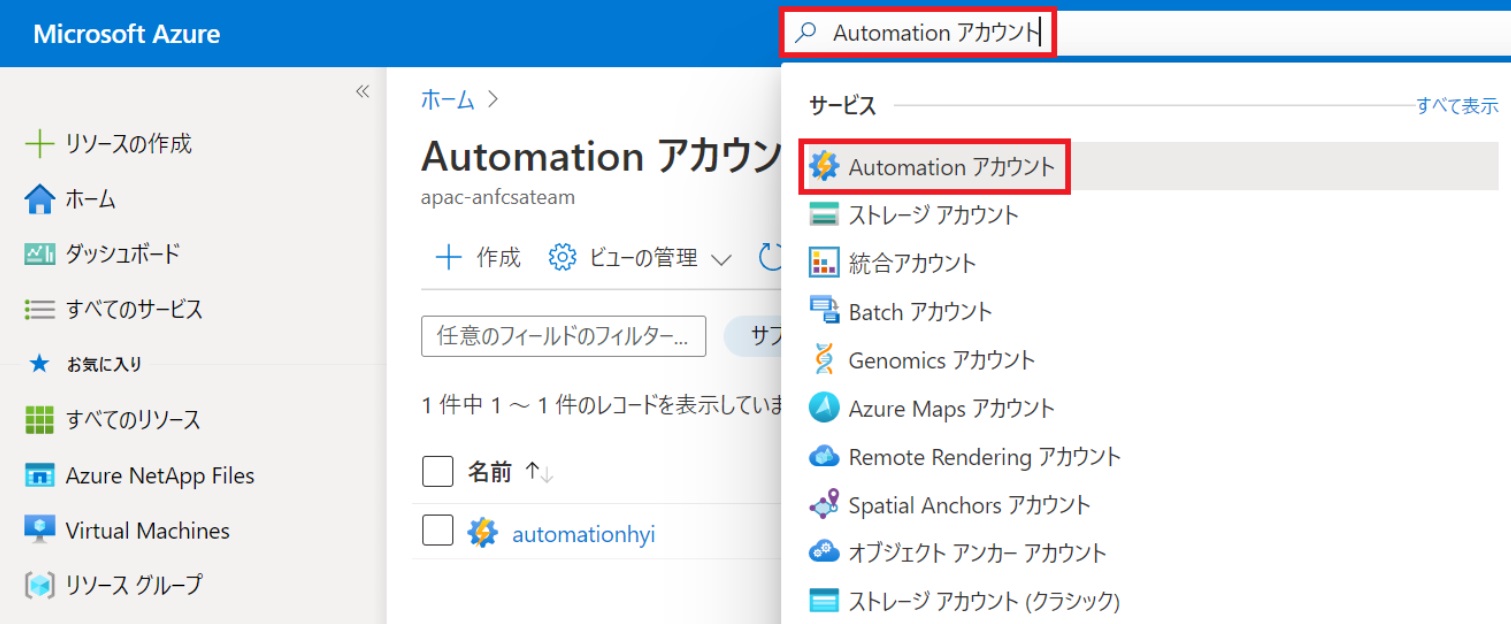 Microsoft Azure
Automation アカウント
リソースの作成
ホーム
ダッシュボード
すべてのサービス
お気に入り
すべてのリソース
Azure NetApp Files
Virtual Machines
リソース グループ
ホーム
Automation アカウン
apac-anfcsateam
作成
ビューの管理
任意のフィールドのフィルター...
サブ
1 件中 1 ～ 1 件のレコードを表示していま
名前
automationhyi
サービス
すべて表示
Automation アカウント
ストレージ アカウント
統合アカウント
Batch アカウント
Genomics アカウント
Azure Maps アカウント
Remote Rendering アカウント
Spatial Anchors アカウント
オブジェクト アンカー アカウント
ストレージ アカウント (クラシック)